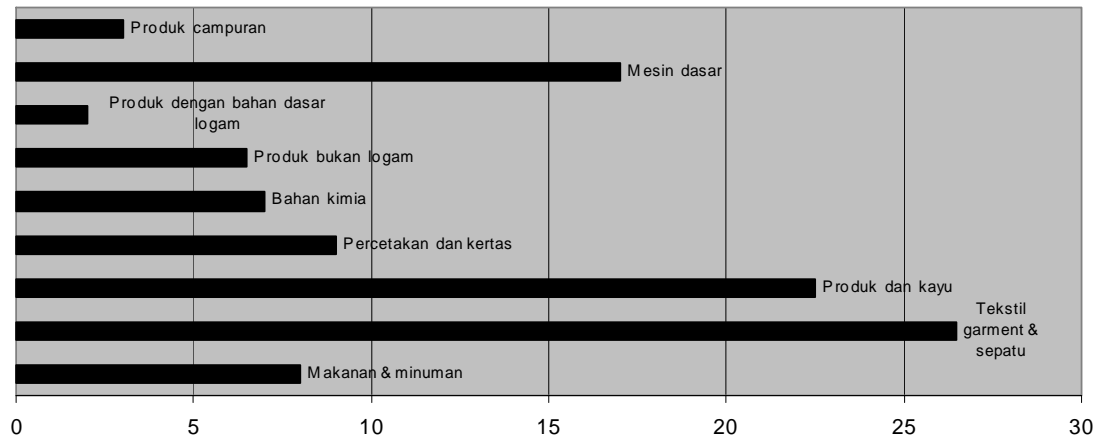 Produk campuran
Mesin dasar
Produk dengan bahan dasar
logam
Produk bukan logam
Bahan kimia
Percetakan dan kertas
Produk dan kayu
Tekstil
garment &
sepatu
Makanan & minuman
0 5 10 15 20 25 30